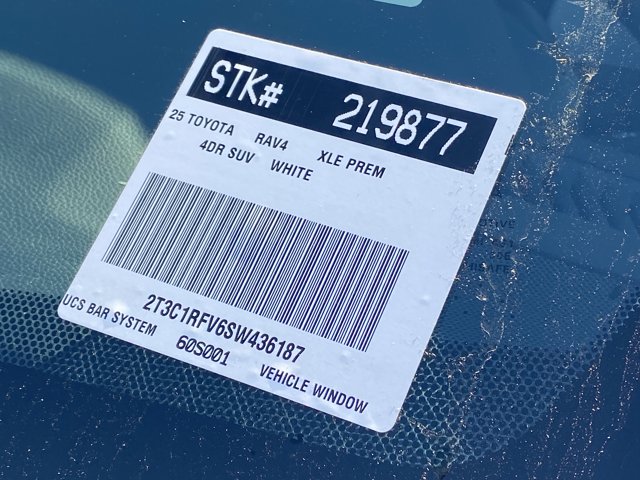 STK# 219877
25 TOYOTA RAV4 XLE PREM
4DR SUV WHITE
2T3C1RFV6SW436187
UCS BAR SYSTEM 60S001 VEHICLE WINDOW